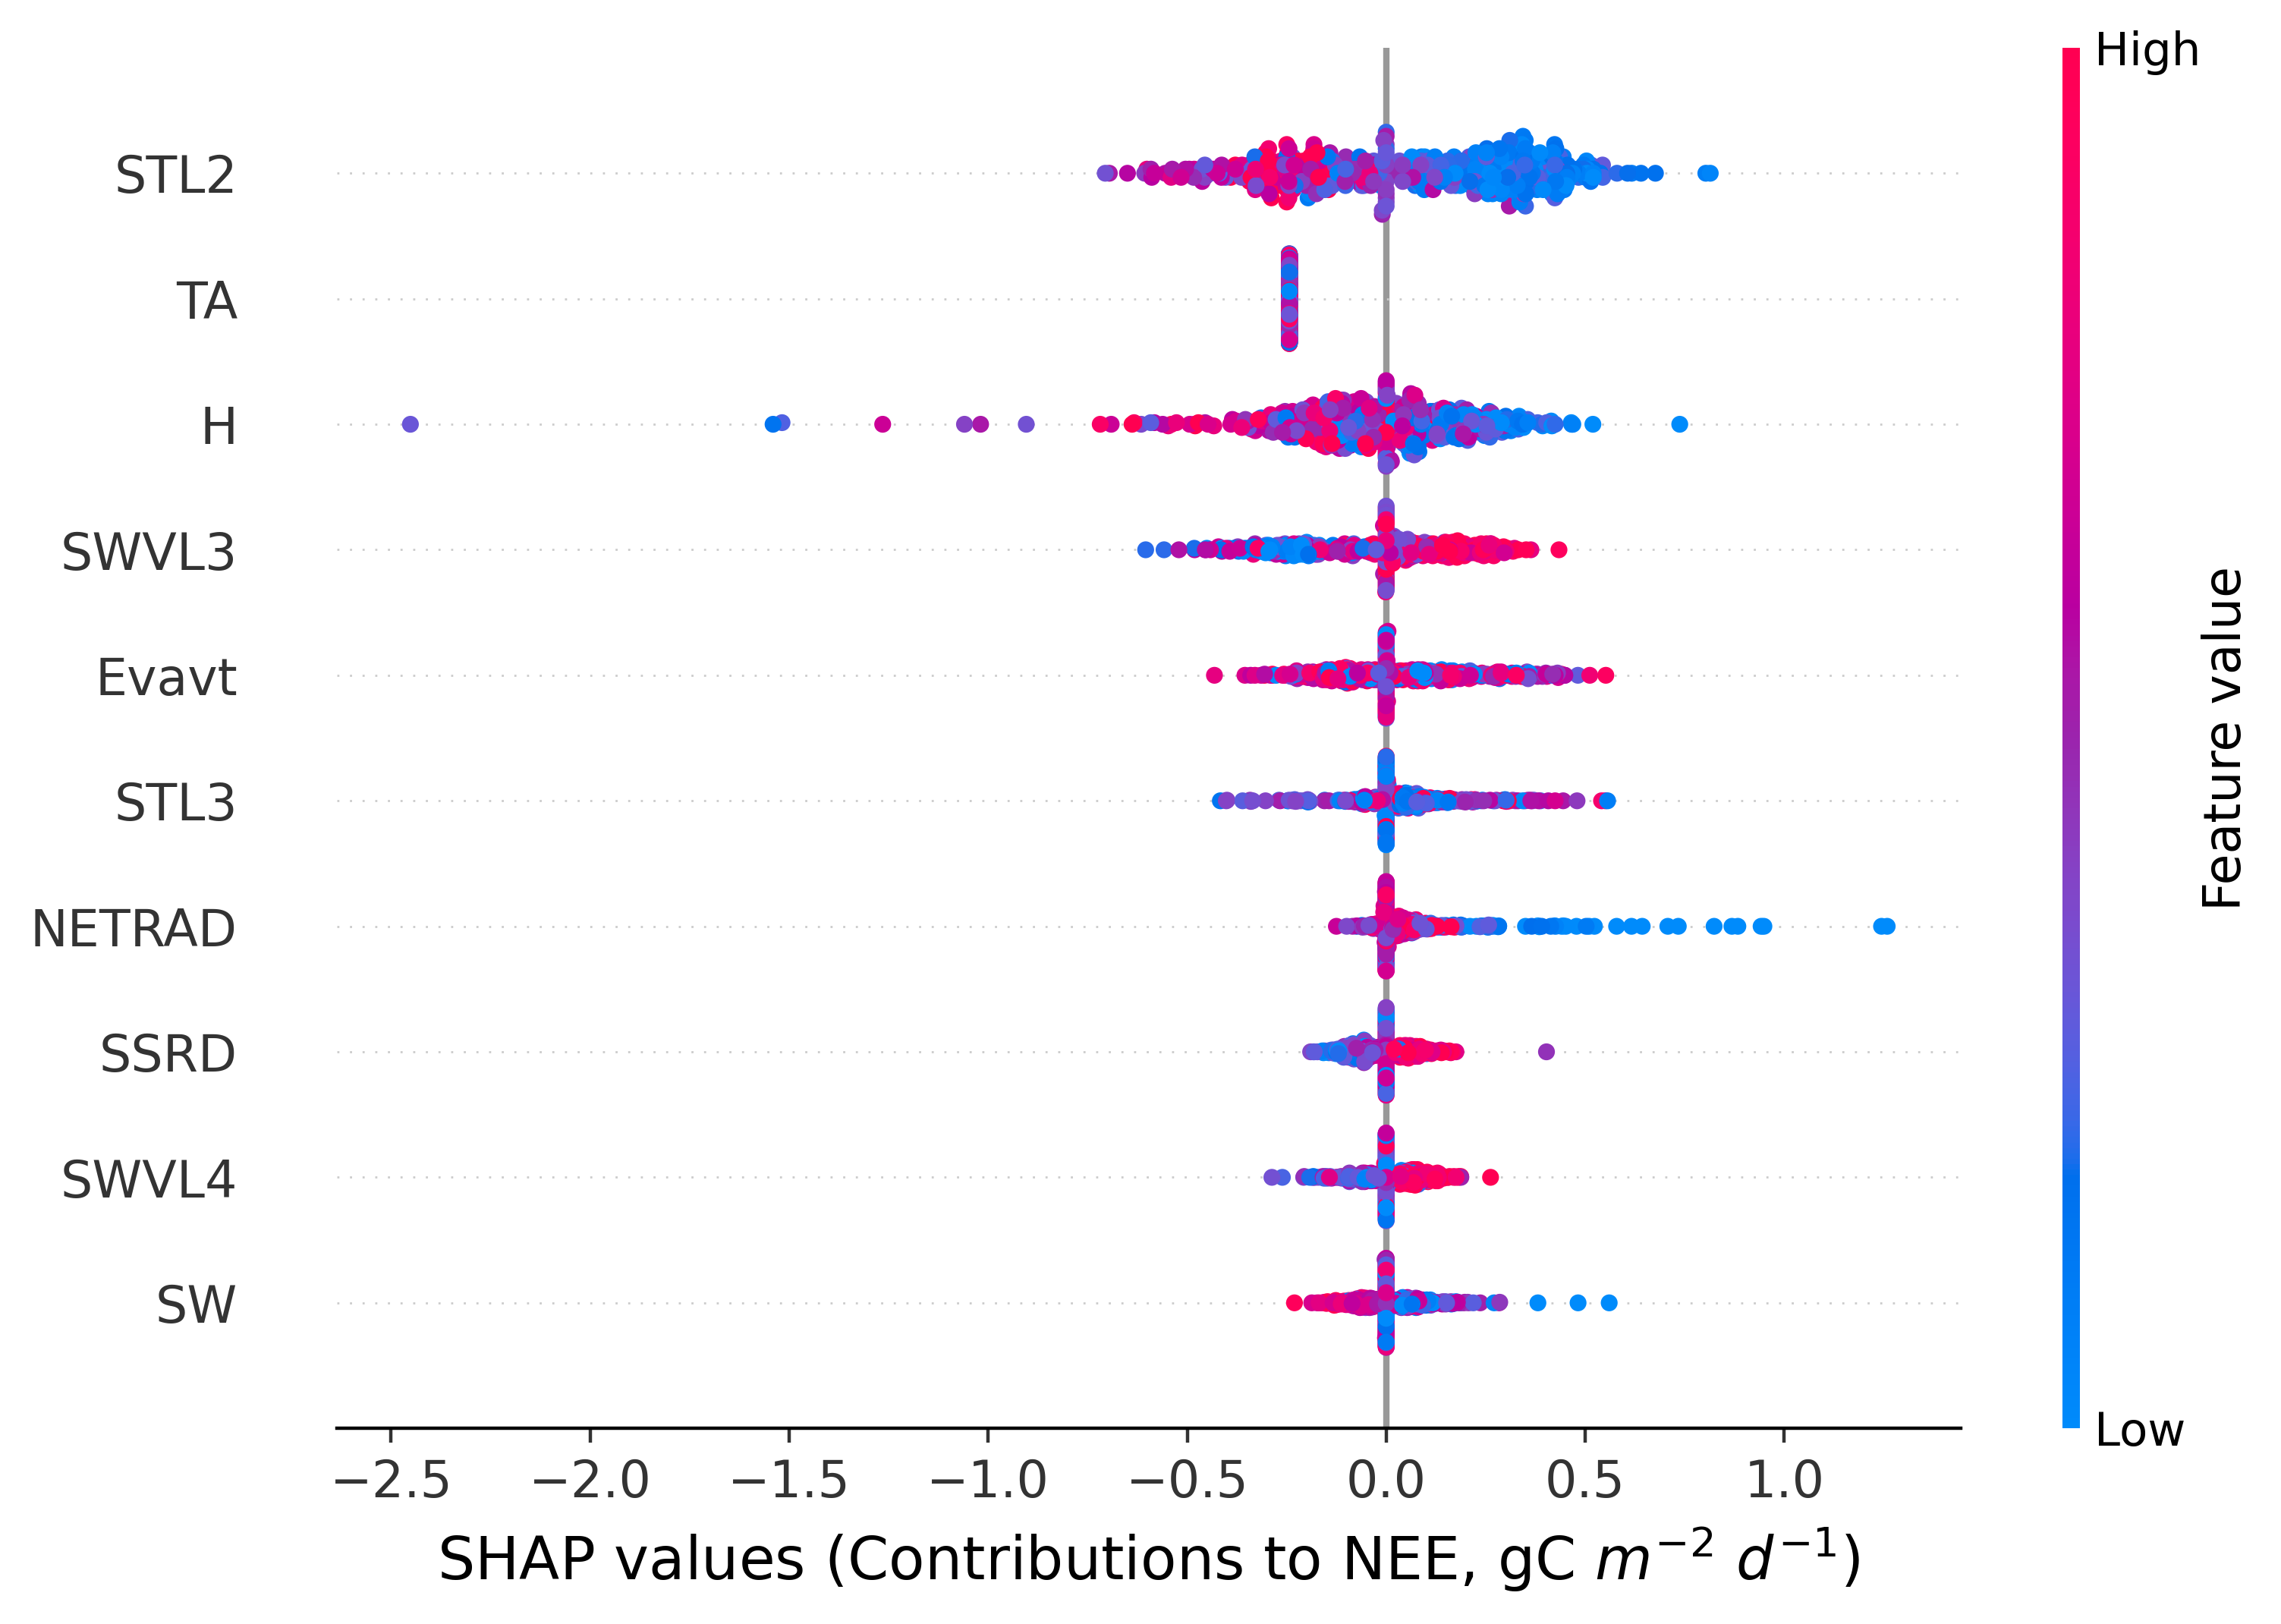 High
STL2
TA
H
SWVL3
Evavt
STL3
NETRAD
SSRD
SWVL4
SW
Feature value
Low
−2.5 −2.0 −1.5 −1.0 −0.5 0.0 0.5 1.0
SHAP values (Contributions to NEE, gC m⁻² d⁻¹)